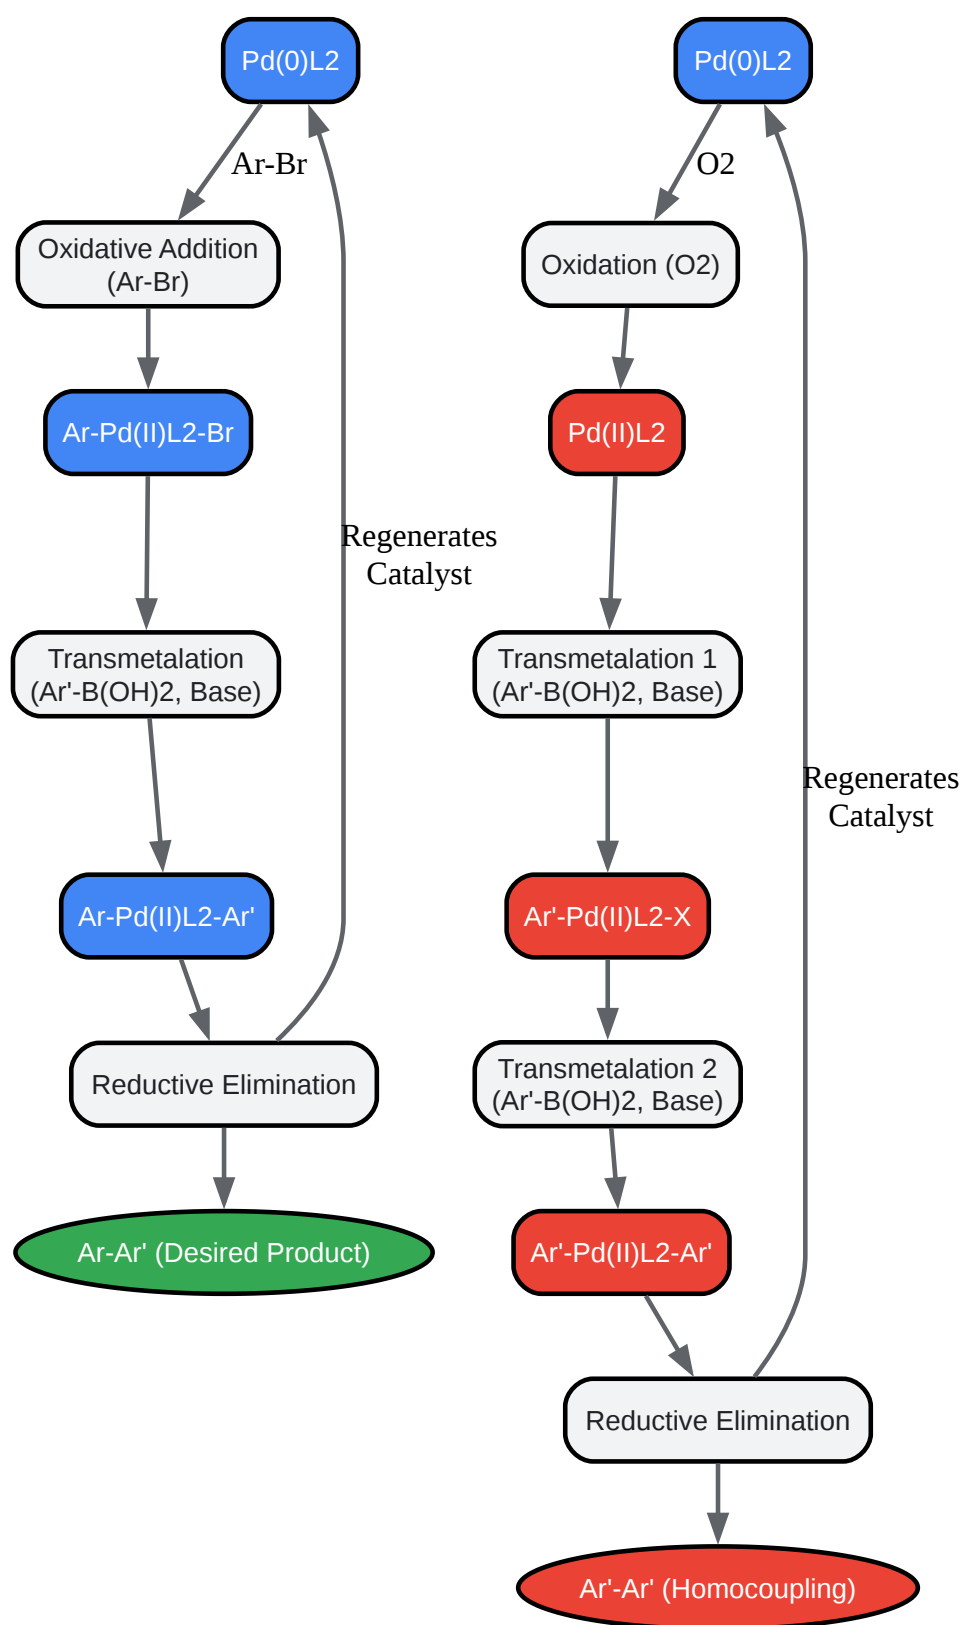 Pd(0)L2
Ar-Br
Oxidative Addition
(Ar-Br)
Ar-Pd(II)L2-Br
Regenerates
Catalyst
Transmetalation
(Ar'-B(OH)2, Base)
Ar-Pd(II)L2-Ar'
Reductive Elimination
Ar-Ar' (Desired Product)
Pd(0)L2
O2
Oxidation (O2)
Pd(II)L2
Transmetalation 1
(Ar'-B(OH)2, Base)
Regenerates
Catalyst
Ar'-Pd(II)L2-X
Transmetalation 2
(Ar'-B(OH)2, Base)
Ar'-Pd(II)L2-Ar'
Reductive Elimination
Ar'-Ar' (Homocoupling)